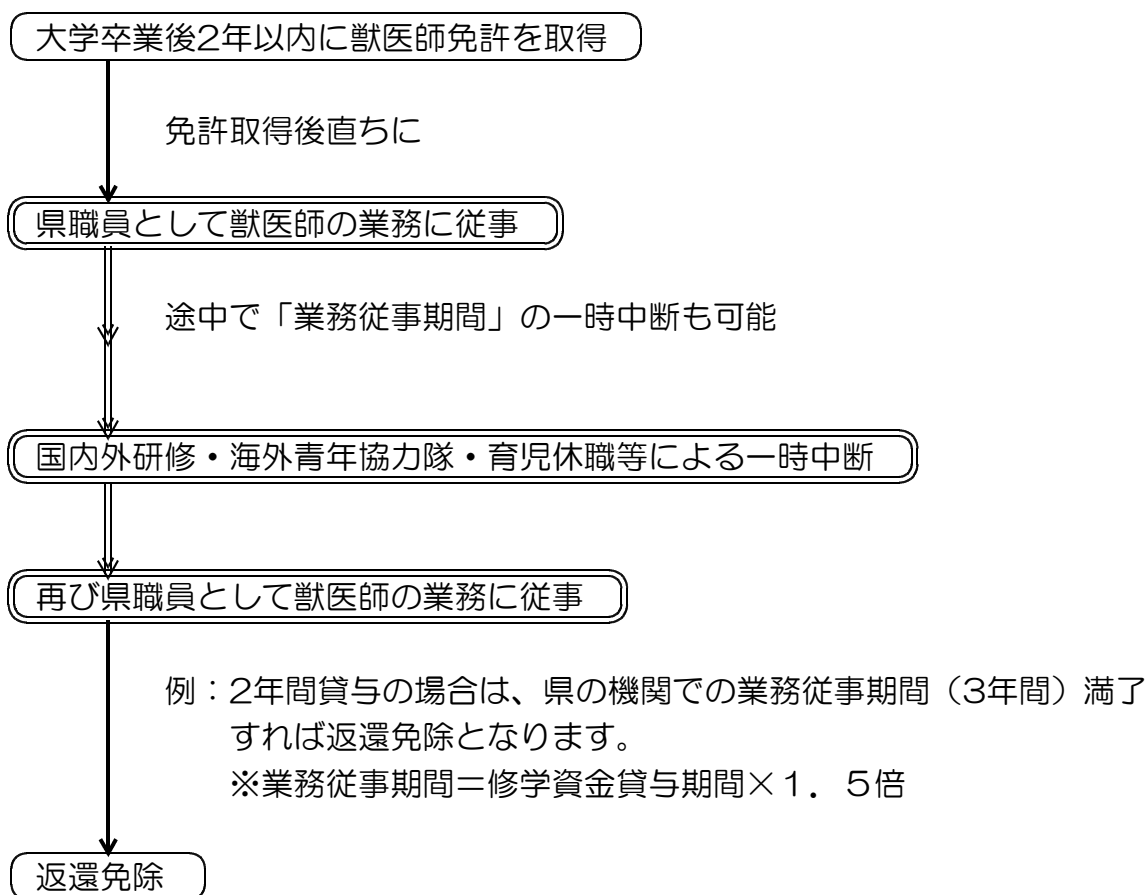 大学卒業後2年以内に獣医師免許を取得
免許取得後直ちに
県職員として獣医師の業務に従事
途中で「業務従事期間」の一時中断も可能
国内外研修・海外青年協力隊・育児休職等による一時中断
再び県職員として獣医師の業務に従事
例：2年間貸与の場合は、県の機関での業務従事期間（3年間）満了
すれば返還免除となります。
※業務従事期間＝修学資金貸与期間×１．５倍
返還免除